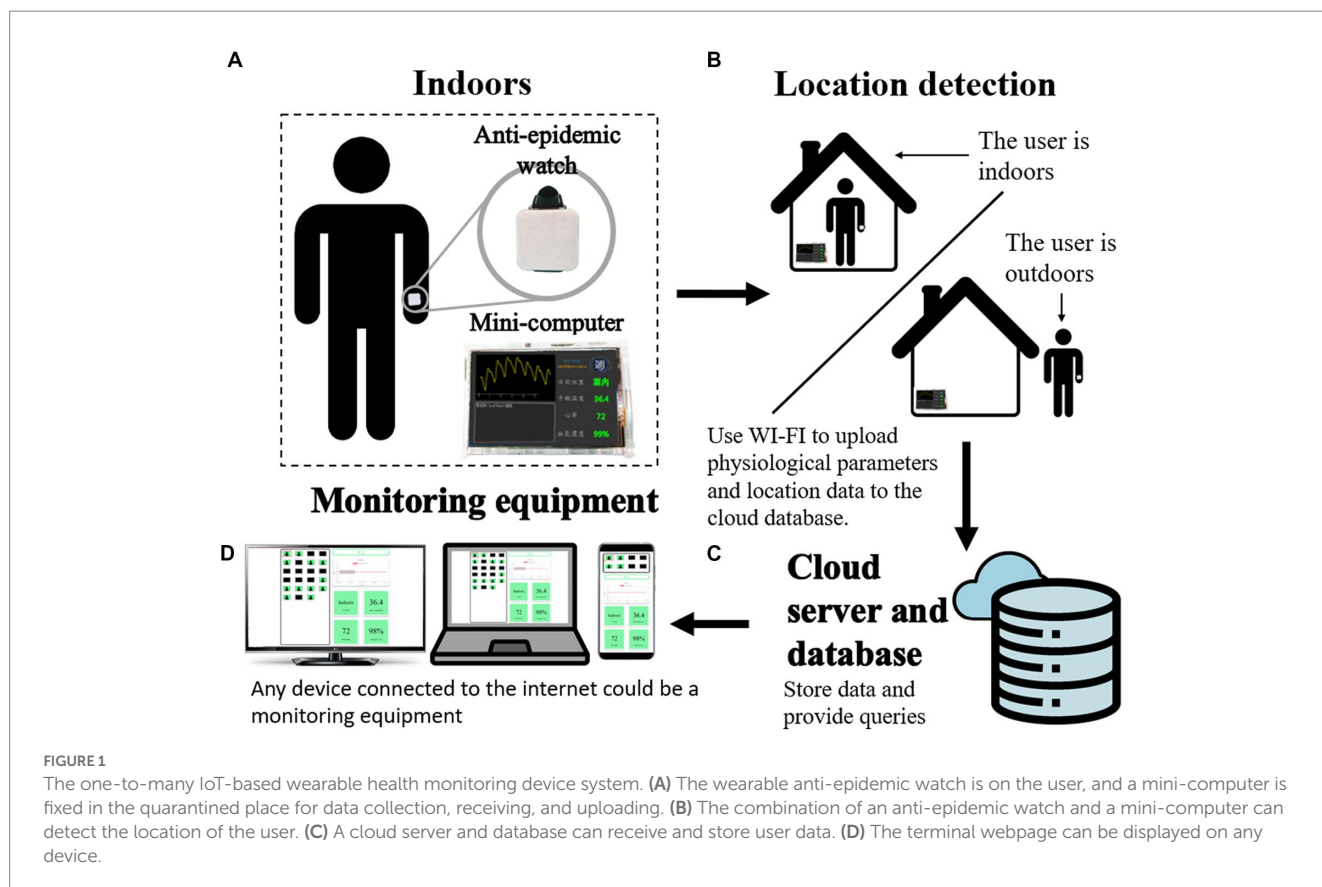 A
Indoors
Anti-epidemic
watch
Mini-computer
室內
36.4
心率
72
99%
B
Location detection
The user is
indoors
The user is
outdoors
Use WI-FI to upload
physiological parameters
and location data to the
cloud database.
C
Cloud
server and
database
Store data and
provide queries
Monitoring equipment
D
Indoors
36.4
72
98%
Indoors
36.4
72
98%
Indoors
36.4
72
98%
Any device connected to the internet could be a
monitoring equipment
FIGURE 1
The one-to-many IoT-based wearable health monitoring device system. (A) The wearable anti-epidemic watch is on the user, and a mini-computer is
fixed in the quarantined place for data collection, receiving, and uploading. (B) The combination of an anti-epidemic watch and a mini-computer can
detect the location of the user. (C) A cloud server and database can receive and store user data. (D) The terminal webpage can be displayed on any
device.